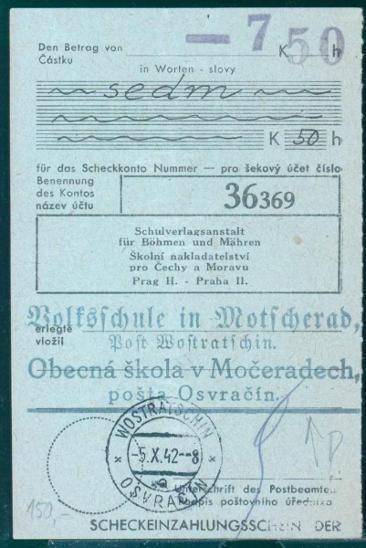 Den Betrag von — 7 K 50 h
Částku
in Worten - slovy
sedm
K 50 h
für das Scheckkonto Nummer — pro šekový účet číslo
Benennung
des Kontos
název účtu
36369
Schulverlagsanstalt
für Böhmen und Mähren
Školní nakladatelství
pro Čechy a Moravu
Prag II. - Praha II.
Volksschule in Motscherad,
erlegte
vložil
Post Wostratschin.
Obecná škola v Močeradech,
pošta Osvračín.
WOSTRATSCHIN
-5.X.42--8
OSVRAČÍN
Unterschrift des Postbeamten
Podpis poštovního úředníka
150,-
SCHECKEINZAHLUNGSSCHEIN DER